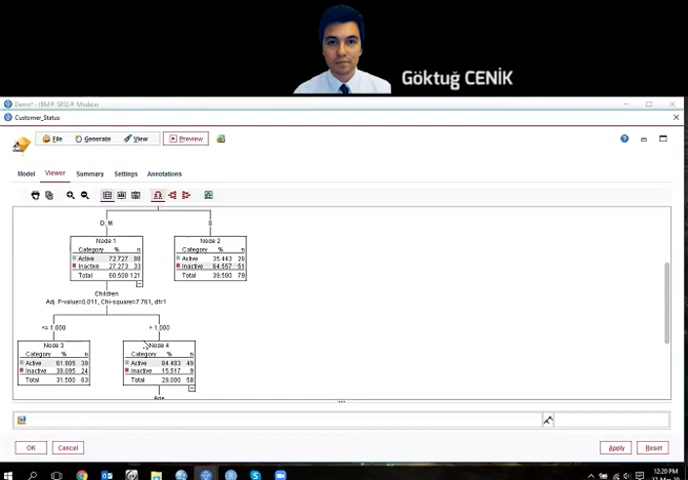 Göktuğ CENİK
Demo* - IBM® SPSS® Modeler
Customer_Status
File Generate View Preview
Model Viewer Summary Settings Annotations
D; M S
Node 1
Category % n
Active 72.727 88
Inactive 27.273 33
Total 60.500 121
Node 2
Category % n
Active 35.443 28
Inactive 64.557 51
Total 39.500 79
Children
Adj. P-value=0.011, Chi-square=7.761, df=1
<= 1.000 > 1.000
Node 3
Category % n
Active 61.905 39
Inactive 38.095 24
Total 31.500 63
Node 4
Category % n
Active 84.483 49
Inactive 15.517 9
Total 29.000 58
Age
OK Cancel Apply Reset
12:20 PM